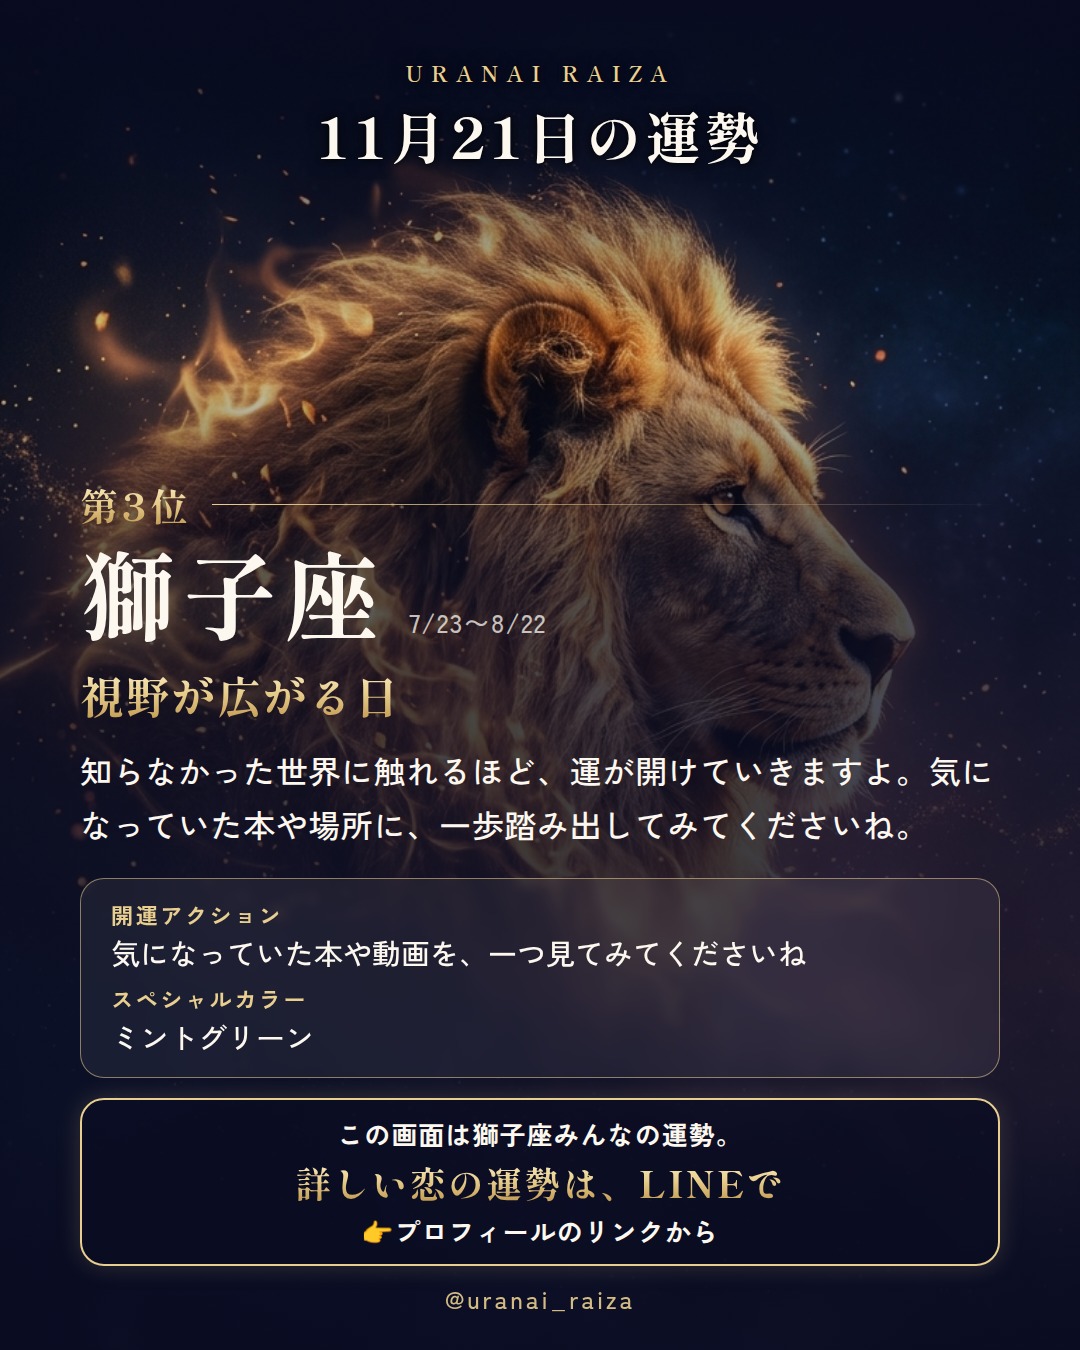 URANAI RAIZA
11月21日の運勢
第3位
獅子座 7/23〜8/22
視野が広がる日
知らなかった世界に触れるほど、運が開けていきますよ。気に
なっていた本や場所に、一歩踏み出してみてくださいね。
開運アクション
気になっていた本や動画を、一つ見てみてくださいね
スペシャルカラー
ミントグリーン
この画面は獅子座みんなの運勢。
詳しい恋の運勢は、LINEで
👉プロフィールのリンクから
@uranai_raiza